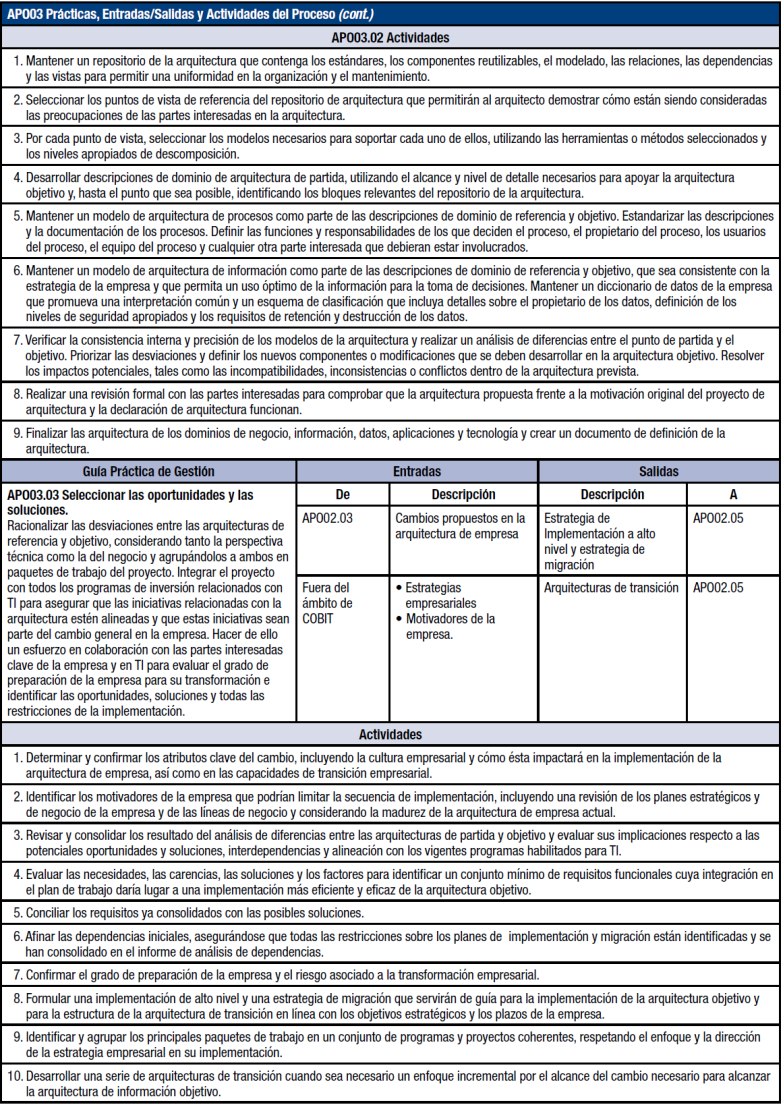 APO03 Prácticas, Entradas/Salidas y Actividades del Proceso (cont.)
APO03.02 Actividades
1. Mantener un repositorio de la arquitectura que contenga los estándares, los componentes reutilizables, el modelado, las relaciones, las dependencias
y las vistas para permitir una uniformidad en la organización y el mantenimiento.
2. Seleccionar los puntos de vista de referencia del repositorio de arquitectura que permitirán al arquitecto demostrar cómo están siendo consideradas
las preocupaciones de las partes interesadas en la arquitectura.
3. Por cada punto de vista, seleccionar los modelos necesarios para soportar cada uno de ellos, utilizando las herramientas o métodos seleccionados y
los niveles apropiados de descomposición.
4. Desarrollar descripciones de dominio de arquitectura de partida, utilizando el alcance y nivel de detalle necesarios para apoyar la arquitectura
objetivo y, hasta el punto que sea posible, identificando los bloques relevantes del repositorio de la arquitectura.
5. Mantener un modelo de arquitectura de procesos como parte de las descripciones de dominio de referencia y objetivo. Estandarizar las descripciones
y la documentación de los procesos. Definir las funciones y responsabilidades de los que deciden el proceso, el propietario del proceso, los usuarios
del proceso, el equipo del proceso y cualquier otra parte interesada que debieran estar involucrados.
6. Mantener un modelo de arquitectura de información como parte de las descripciones de dominio de referencia y objetivo, que sea consistente con la
estrategia de la empresa y que permita un uso óptimo de la información para la toma de decisiones. Mantener un diccionario de datos de la empresa
que promueva una interpretación común y un esquema de clasificación que incluya detalles sobre el propietario de los datos, definición de los
niveles de seguridad apropiados y los requisitos de retención y destrucción de los datos.
7. Verificar la consistencia interna y precisión de los modelos de la arquitectura y realizar un análisis de diferencias entre el punto de partida y el
objetivo. Priorizar las desviaciones y definir los nuevos componentes o modificaciones que se deben desarrollar en la arquitectura objetivo. Resolver
los impactos potenciales, tales como las incompatibilidades, inconsistencias o conflictos dentro de la arquitectura prevista.
8. Realizar una revisión formal con las partes interesadas para comprobar que la arquitectura propuesta frente a la motivación original del proyecto de
arquitectura y la declaración de arquitectura funcionan.
9. Finalizar las arquitectura de los dominios de negocio, información, datos, aplicaciones y tecnología y crear un documento de definición de la
arquitectura.
Guía Práctica de Gestión
Entradas
Salidas
APO03.03 Seleccionar las oportunidades y las
soluciones.
Racionalizar las desviaciones entre las arquitecturas de
referencia y objetivo, considerando tanto la perspectiva
técnica como la del negocio y agrupándolos a ambos en
paquetes de trabajo del proyecto. Integrar el proyecto
con todos los programas de inversión relacionados con
TI para asegurar que las iniciativas relacionadas con la
arquitectura estén alineadas y que estas iniciativas sean
parte del cambio general en la empresa. Hacer de ello
un esfuerzo en colaboración con las partes interesadas
clave de la empresa y en TI para evaluar el grado de
preparación de la empresa para su transformación e
identificar las oportunidades, soluciones y todas las
restricciones de la implementación.
De
Descripción
Descripción
A
APO02.03
Cambios propuestos en la
arquitectura de empresa
Estrategia de
Implementación a alto
nivel y estrategia de
migración
APO02.05
Fuera del
ámbito de
COBIT
• Estrategias
empresariales
• Motivadores de la
empresa.
Arquitecturas de transición
APO02.05
Actividades
1. Determinar y confirmar los atributos clave del cambio, incluyendo la cultura empresarial y cómo ésta impactará en la implementación de la
arquitectura de empresa, así como en las capacidades de transición empresarial.
2. Identificar los motivadores de la empresa que podrían limitar la secuencia de implementación, incluyendo una revisión de los planes estratégicos y
de negocio de la empresa y de las líneas de negocio y considerando la madurez de la arquitectura de empresa actual.
3. Revisar y consolidar los resultado del análisis de diferencias entre las arquitecturas de partida y objetivo y evaluar sus implicaciones respecto a las
potenciales oportunidades y soluciones, interdependencias y alineación con los vigentes programas habilitados para TI.
4. Evaluar las necesidades, las carencias, las soluciones y los factores para identificar un conjunto mínimo de requisitos funcionales cuya integración en
el plan de trabajo daría lugar a una implementación más eficiente y eficaz de la arquitectura objetivo.
5. Conciliar los requisitos ya consolidados con las posibles soluciones.
6. Afinar las dependencias iniciales, asegurándose que todas las restricciones sobre los planes de implementación y migración están identificadas y se
han consolidado en el informe de análisis de dependencias.
7. Confirmar el grado de preparación de la empresa y el riesgo asociado a la transformación empresarial.
8. Formular una implementación de alto nivel y una estrategia de migración que servirán de guía para la implementación de la arquitectura objetivo y
para la estructura de la arquitectura de transición en línea con los objetivos estratégicos y los plazos de la empresa.
9. Identificar y agrupar los principales paquetes de trabajo en un conjunto de programas y proyectos coherentes, respetando el enfoque y la dirección
de la estrategia empresarial en su implementación.
10. Desarrollar una serie de arquitecturas de transición cuando sea necesario un enfoque incremental por el alcance del cambio necesario para alcanzar
la arquitectura de información objetivo.